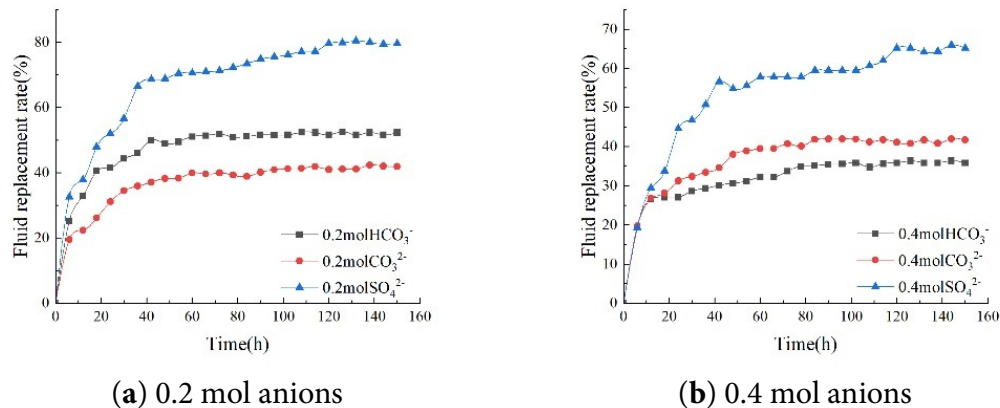 Fluid replacement rate(%)
80
60
40
20
0
0 20 40 60 80 100 120 140 160
Time(h)
0.2molHCO₃⁻
0.2molCO₃²⁻
0.2molSO₄²⁻
(a) 0.2 mol anions
Fluid replacement rate(%)
75
70
60
50
40
30
20
10
0
0 20 40 60 80 100 120 140 160
Time(h)
0.4molHCO₃⁻
0.4molCO₃²⁻
0.4molSO₄²⁻
(b) 0.4 mol anions